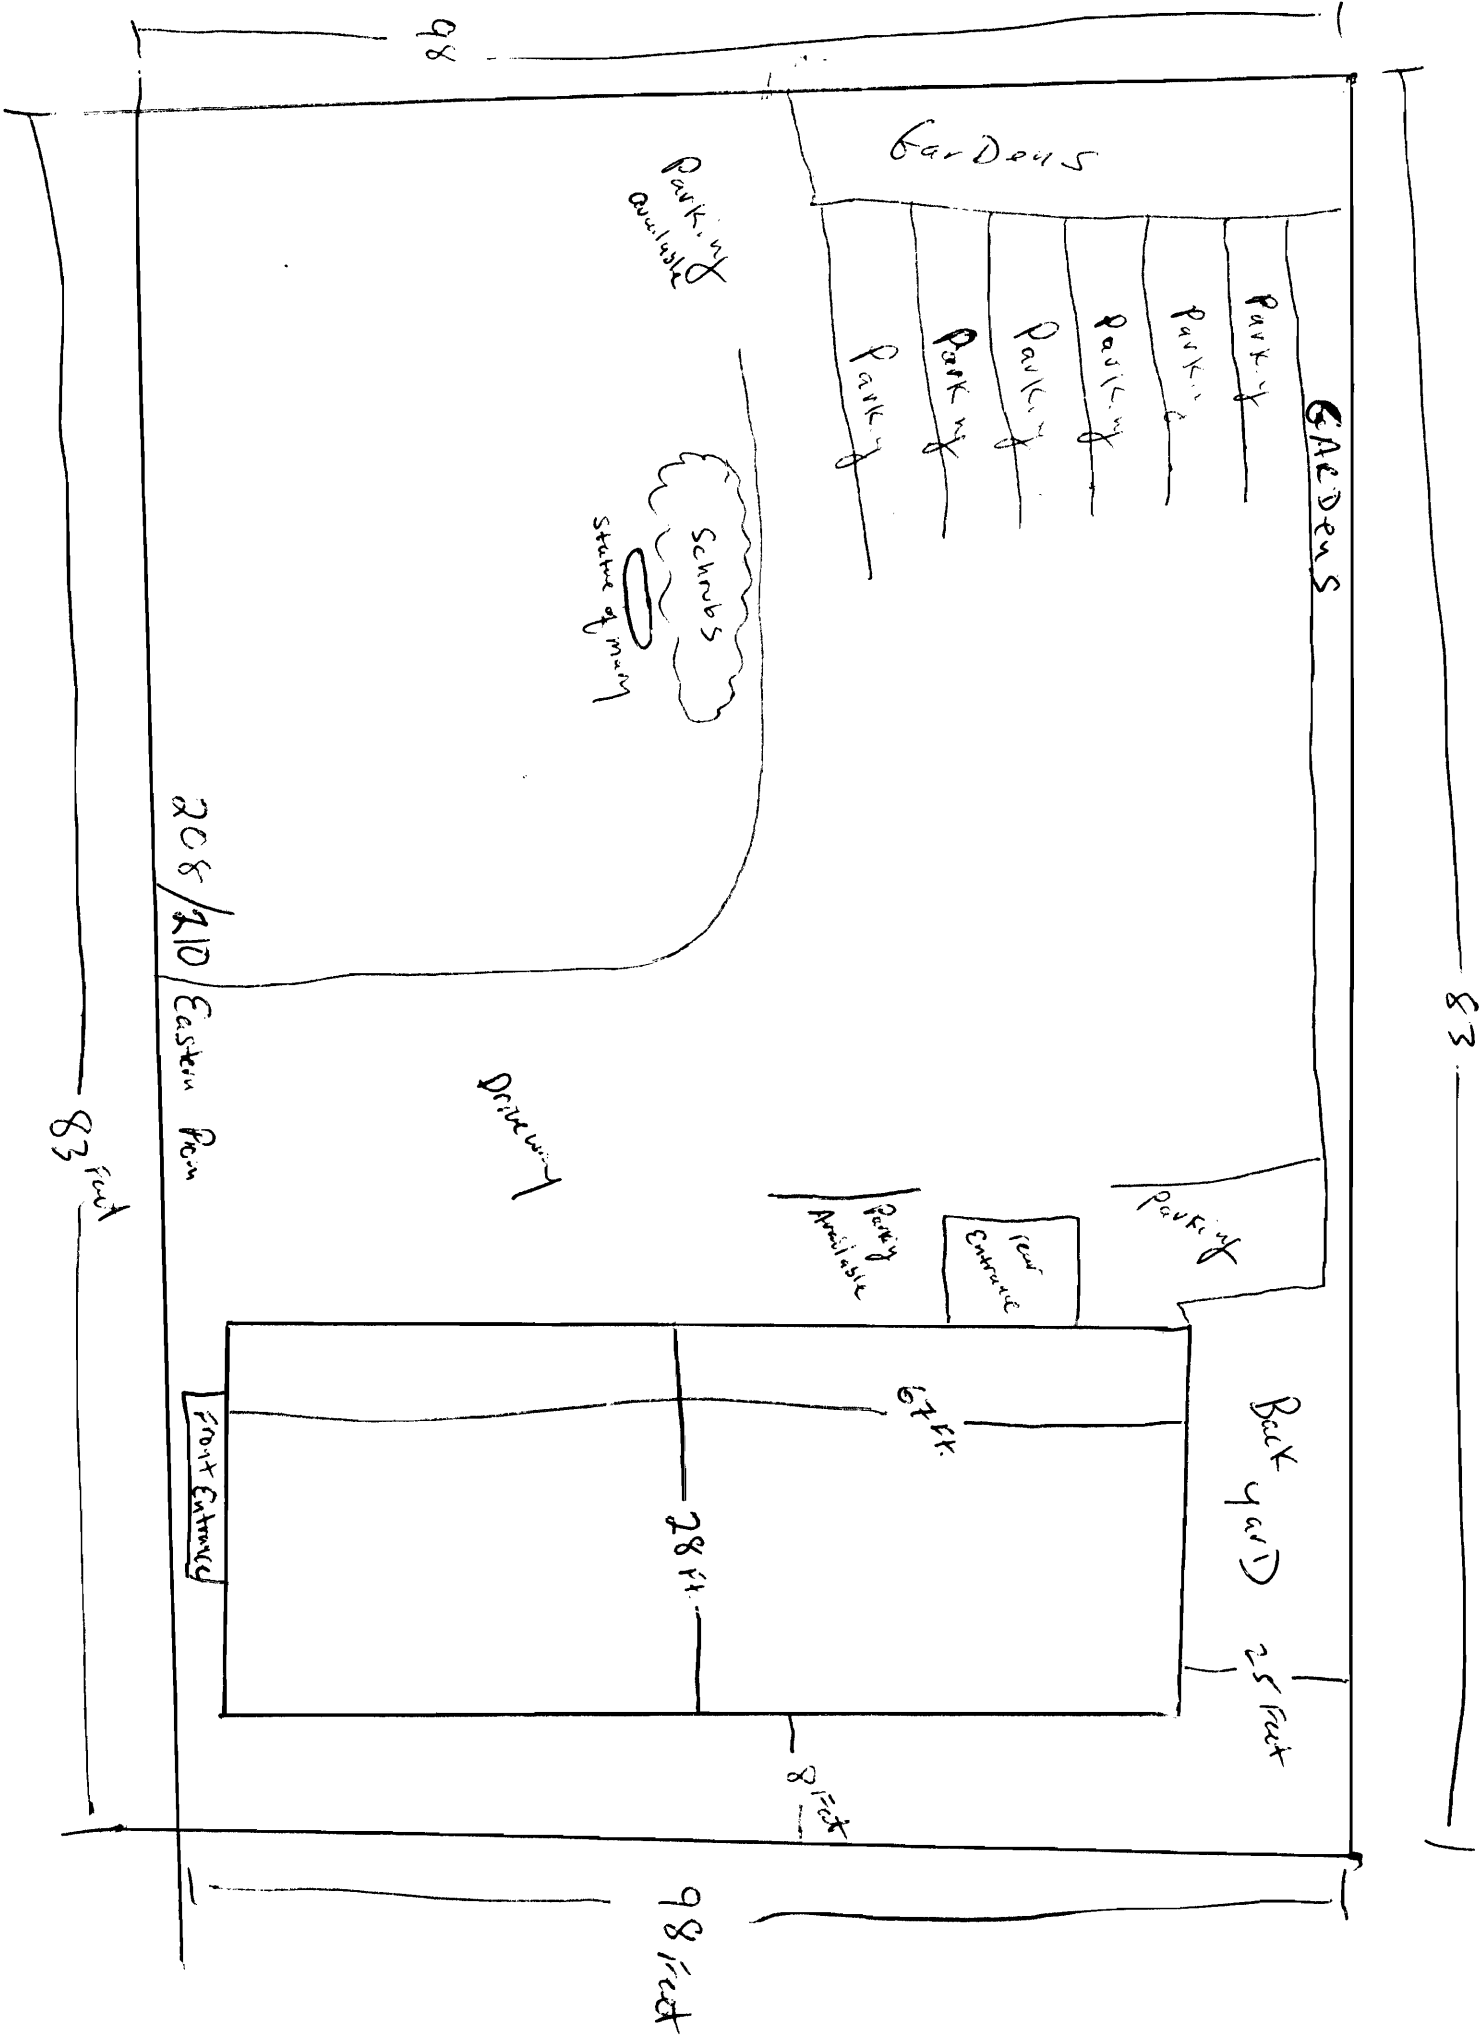 98
83
83 Feet
98 Feet
GarDens
GARDens
Parking
available
Parking
Parking
Parking
Parking
Parking
Parking
Schrubs
Statue of mary
208/210 Eastern
Driveway
Parking
Available
rear
Entrance
Parking
Front Entrance
67 Ft.
28 Ft.
Back yarD
25 Feet
8 Feet